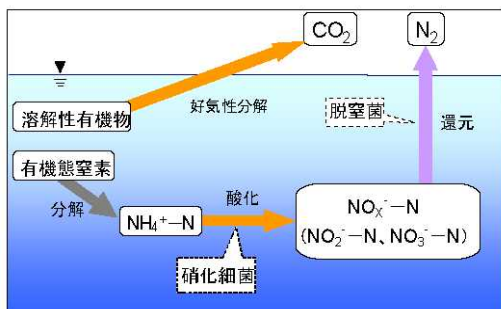 CO₂
N₂
溶解性有機物
好気性分解
脱窒菌
還元
有機態窒素
分解
NH₄⁺－N
酸化
硝化細菌
NOₓ⁻－N
(NO₂⁻－N、NO₃⁻－N)